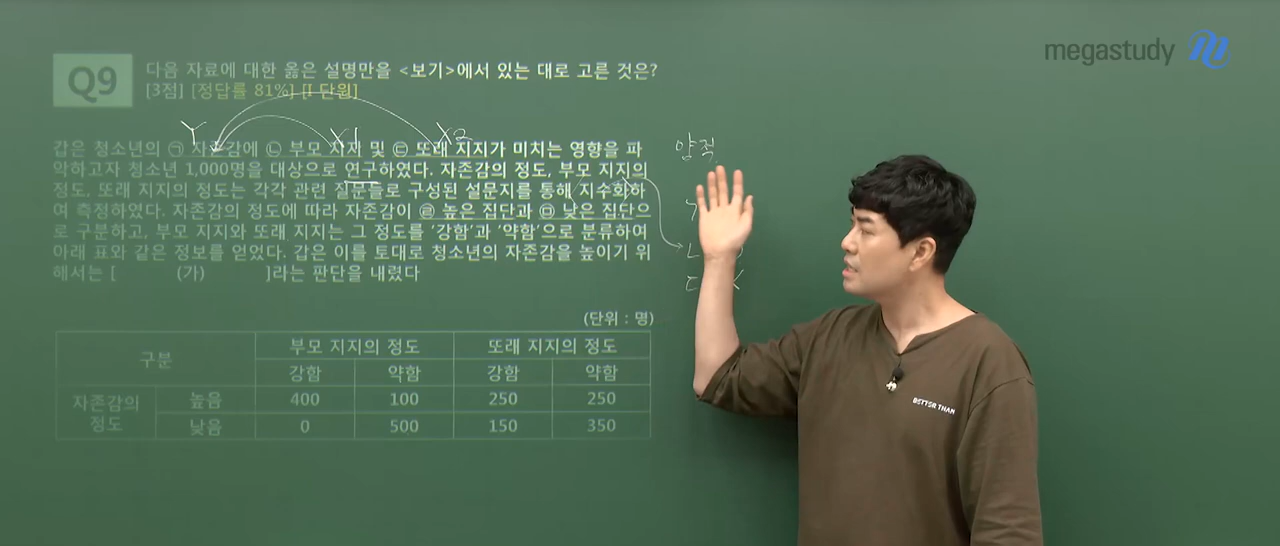 megastudy
Q9 다음 자료에 대한 옳은 설명만을 <보기>에서 있는 대로 고른 것은?
[3점] [정답률 81%] [Ⅰ 단원]
Y X1 X2
갑은 청소년의 ㉠ 자존감에 ㉡ 부모 지지 및 ㉢ 또래 지지가 미치는 영향을 파
악하고자 청소년 1,000명을 대상으로 연구하였다. 자존감의 정도, 부모 지지의
정도, 또래 지지의 정도는 각각 관련 질문들로 구성된 설문지를 통해 지수화하
여 측정하였다. 자존감의 정도에 따라 자존감이 ㉣ 높은 집단과 ㉤ 낮은 집단으
로 구분하고, 부모 지지와 또래 지지는 그 정도를 '강함'과 '약함'으로 분류하여
아래 표와 같은 정보를 얻었다. 갑은 이를 토대로 청소년의 자존감을 높이기 위
해서는 [ (가) ]라는 판단을 내렸다
양적
ㄱ
ㄴ
ㄷ X
(단위 : 명)
구분 부모 지지의 정도 또래 지지의 정도
강함 약함 강함 약함
자존감의 정도 높음 400 100 250 250
낮음 0 500 150 350
BETTER THAN